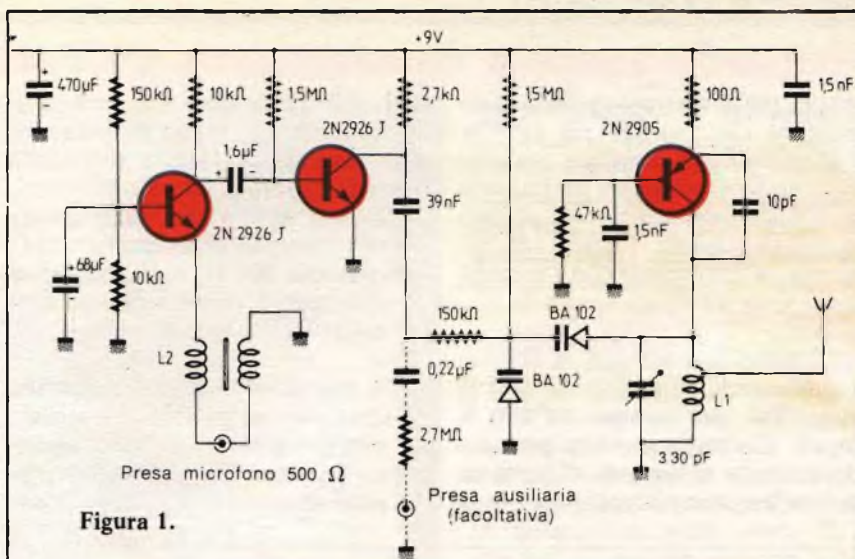 +9V
470µF
150kΩ
10kΩ
1,5MΩ
2,7kΩ
1,5MΩ
100Ω
1,5nF
2N2926 J
2N 2905
1,6µF
39nF
10pF
2N 2926 J
47kΩ
1,5nF
68µF
10kΩ
150kΩ
BA 102
L2
0,22µF
BA 102
L1
2,7MΩ
3 30 pF
Presa microfono 500 Ω
Presa ausiliaria
(facoltativa)
Figura 1.